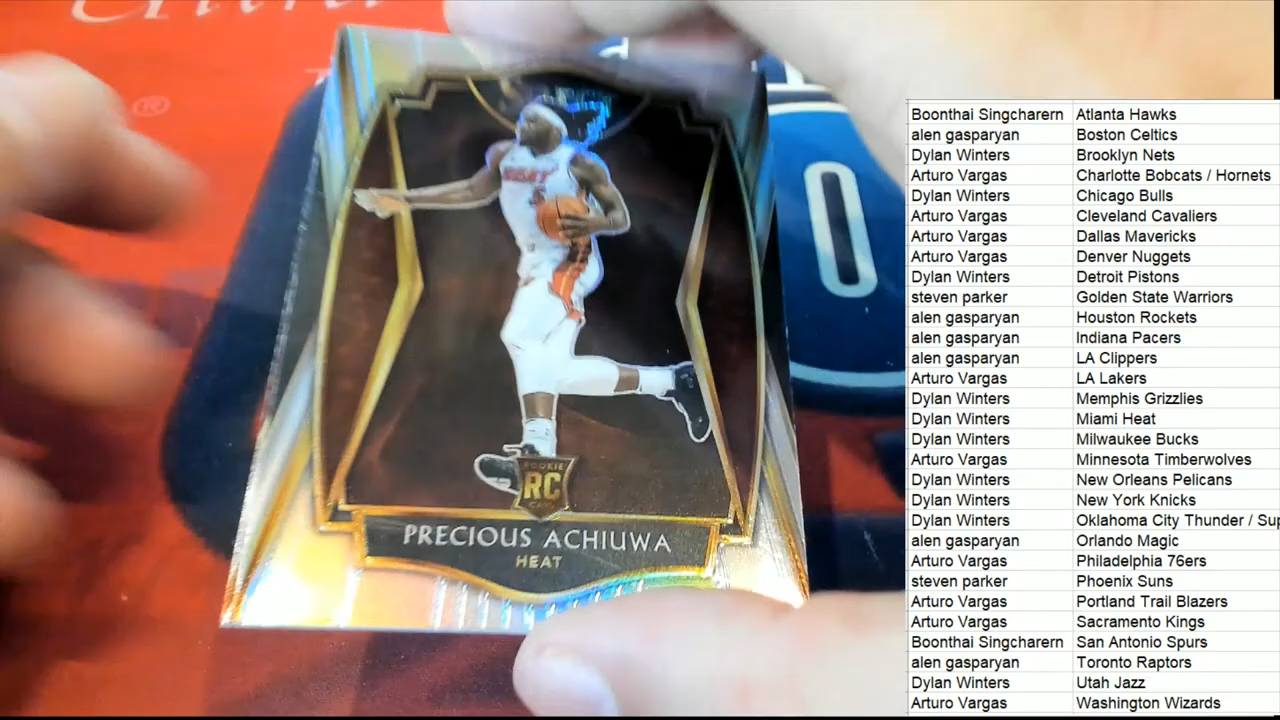 ®
0
HEAT
ROOKIE
RC
CARD
PRECIOUS ACHIUWA
HEAT
Boonthai Singcharern Atlanta Hawks
alen gasparyan Boston Celtics
Dylan Winters Brooklyn Nets
Arturo Vargas Charlotte Bobcats / Hornets
Dylan Winters Chicago Bulls
Arturo Vargas Cleveland Cavaliers
Arturo Vargas Dallas Mavericks
Arturo Vargas Denver Nuggets
Dylan Winters Detroit Pistons
steven parker Golden State Warriors
alen gasparyan Houston Rockets
alen gasparyan Indiana Pacers
alen gasparyan LA Clippers
Arturo Vargas LA Lakers
Dylan Winters Memphis Grizzlies
Dylan Winters Miami Heat
Dylan Winters Milwaukee Bucks
Arturo Vargas Minnesota Timberwolves
Dylan Winters New Orleans Pelicans
Dylan Winters New York Knicks
Dylan Winters Oklahoma City Thunder / Sup
alen gasparyan Orlando Magic
Arturo Vargas Philadelphia 76ers
steven parker Phoenix Suns
Arturo Vargas Portland Trail Blazers
Arturo Vargas Sacramento Kings
Boonthai Singcharern San Antonio Spurs
alen gasparyan Toronto Raptors
Dylan Winters Utah Jazz
Arturo Vargas Washington Wizards